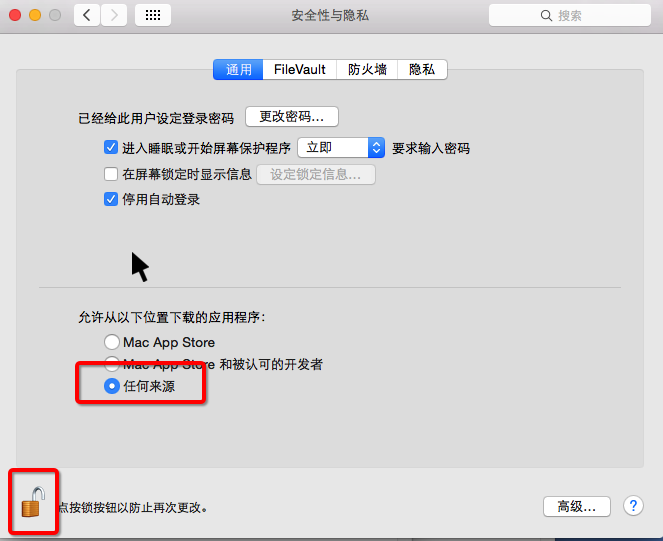 安全性与隐私
搜索
通用 FileVault 防火墙 隐私
已经给此用户设定登录密码 更改密码...
进入睡眠或开始屏幕保护程序 立即 要求输入密码
在屏幕锁定时显示信息 设定锁定信息...
停用自动登录
允许从以下位置下载的应用程序：
Mac App Store
Mac App Store 和被认可的开发者
任何来源
点按锁按钮以防止再次更改。 高级... ?